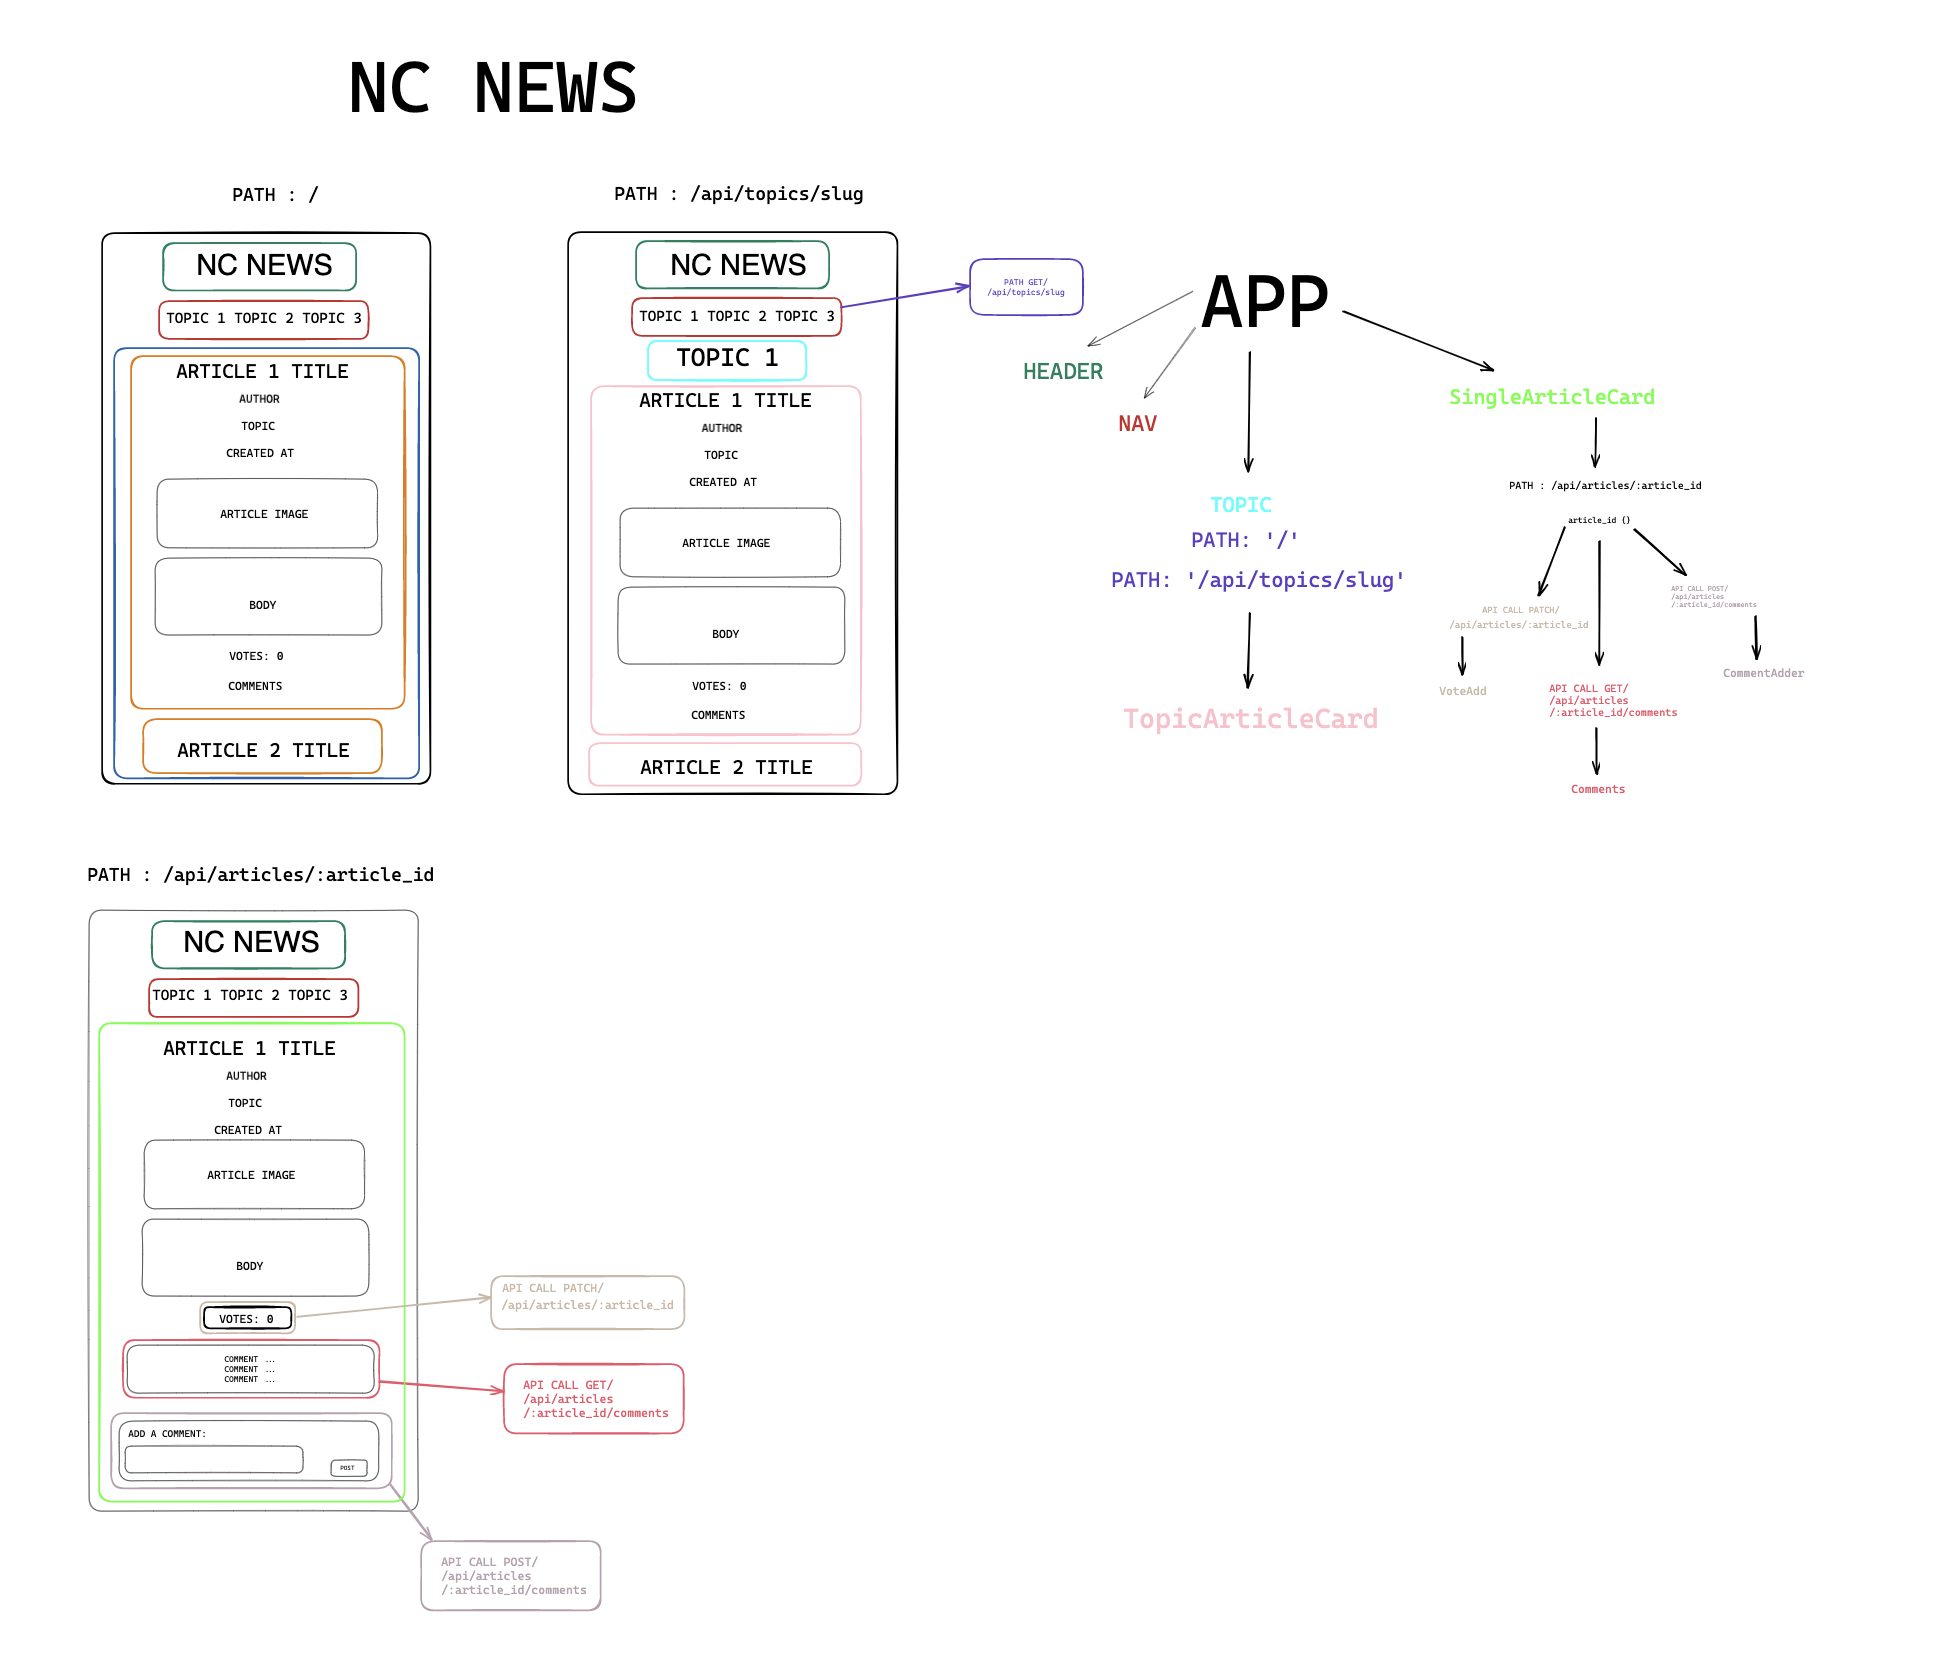 NC NEWS
PATH : /
NC NEWS
TOPIC 1 TOPIC 2 TOPIC 3
ARTICLE 1 TITLE
AUTHOR
TOPIC
CREATED AT
ARTICLE IMAGE
BODY
VOTES: 0
COMMENTS
ARTICLE 2 TITLE
PATH : /api/topics/slug
NC NEWS
TOPIC 1 TOPIC 2 TOPIC 3
TOPIC 1
ARTICLE 1 TITLE
AUTHOR
TOPIC
CREATED AT
ARTICLE IMAGE
BODY
VOTES: 0
COMMENTS
ARTICLE 2 TITLE
PATH GET/
/api/topics/slug
APP
HEADER
NAV
TOPIC
PATH: '/'
PATH: '/api/topics/slug'
TopicArticleCard
SingleArticleCard
PATH : /api/articles/:article_id
article_id {}
API CALL PATCH/
/api/articles/:article_id
VoteAdd
API CALL GET/
/api/articles
/:article_id/comments
Comments
API CALL POST/
/api/articles
/:article_id/comments
CommentAdder
PATH : /api/articles/:article_id
NC NEWS
TOPIC 1 TOPIC 2 TOPIC 3
ARTICLE 1 TITLE
AUTHOR
TOPIC
CREATED AT
ARTICLE IMAGE
BODY
VOTES: 0
COMMENT ...
COMMENT ...
COMMENT ...
ADD A COMMENT:
POST
API CALL PATCH/
/api/articles/:article_id
API CALL GET/
/api/articles
/:article_id/comments
API CALL POST/
/api/articles
/:article_id/comments